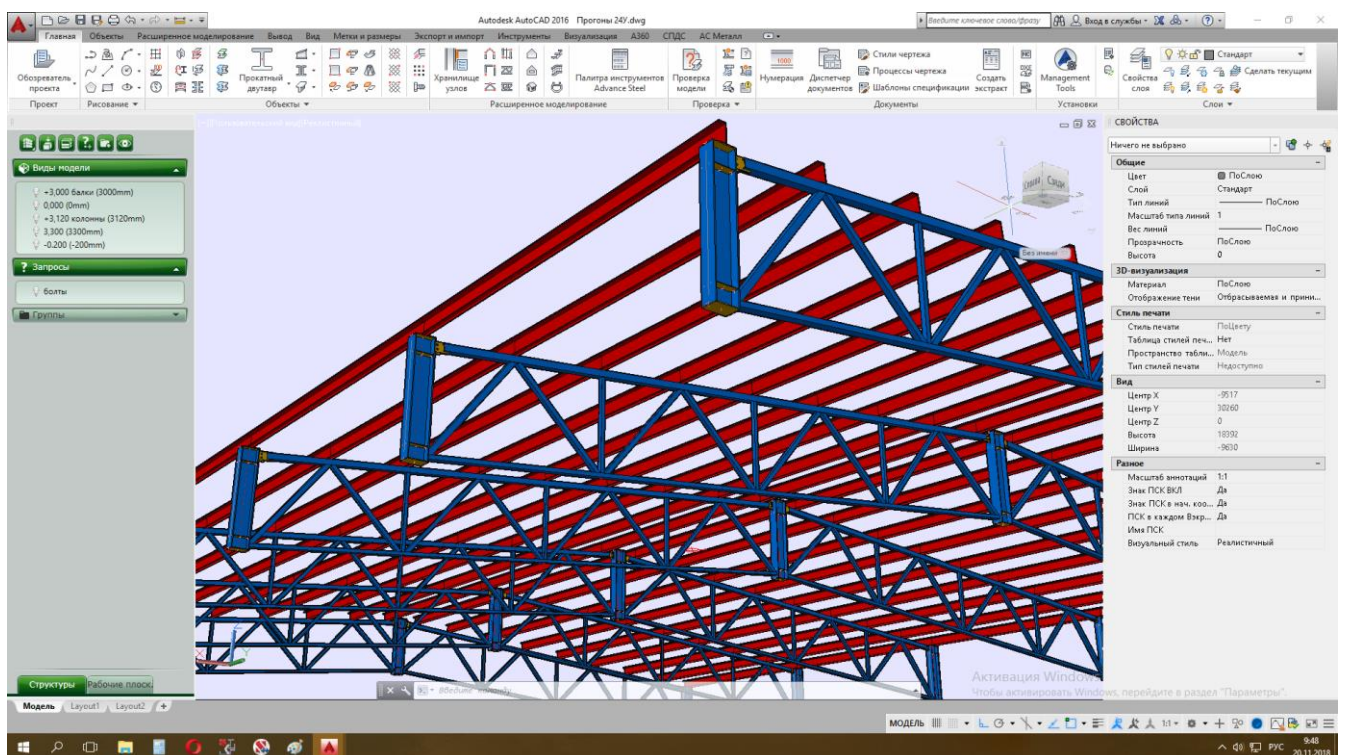 Autodesk AutoCAD 2016 Прогоны 24У.dwg
Введите ключевое слово/фразу
Вход в службы
Главная Объекты Расширенное моделирование Вывод Вид Метки и размеры Экспорт и импорт Инструменты Визуализация A360 СПДС АС Металл
Обозреватель проекта
Прокатный двутавр
Хранилище узлов
Палитра инструментов Advance Steel
Проверка модели
Нумерация
Диспетчер документов
Стили чертежа
Процессы чертежа
Шаблоны спецификации
Создать экстракт
Management Tools
Свойства слоя
Стандарт
Сделать текущим
Проект Рисование Объекты Расширенное моделирование Проверка Документы Установки Слои
Виды модели
+3,000 балки (3000mm)
0,000 (0mm)
+3,120 колонны (3120mm)
3,300 (3300mm)
-0.200 (-200mm)
Запросы
болты
Группы
Структуры Рабочие плоск
Без имени
СВОЙСТВА
Ничего не выбрано
Общие
Цвет ПоСлою
Слой Стандарт
Тип линий ПоСлою
Масштаб типа линий 1
Вес линий ПоСлою
Прозрачность ПоСлою
Высота 0
3D-визуализация
Материал ПоСлою
Отображение тени Отбрасываемая и прини...
Стиль печати
Стиль печати ПоЦвету
Таблица стилей печ... Нет
Пространство табли... Модель
Тип стилей печати Недоступно
Вид
Центр X -9517
Центр Y 30260
Центр Z 0
Высота 18392
Ширина -9630
Разное
Масштаб аннотаций 1:1
Знак ПСК ВКЛ Да
Знак ПСК в нач. коо... Да
ПСК в каждом Вэкр... Да
Имя ПСК
Визуальный стиль Реалистичный
Введите команду
Активация Windows
Чтобы активировать Windows, перейдите в раздел "Параметры".
Модель Layout1 Layout2 +
МОДЕЛЬ
1:1
РУС
9:48
20.11.2018